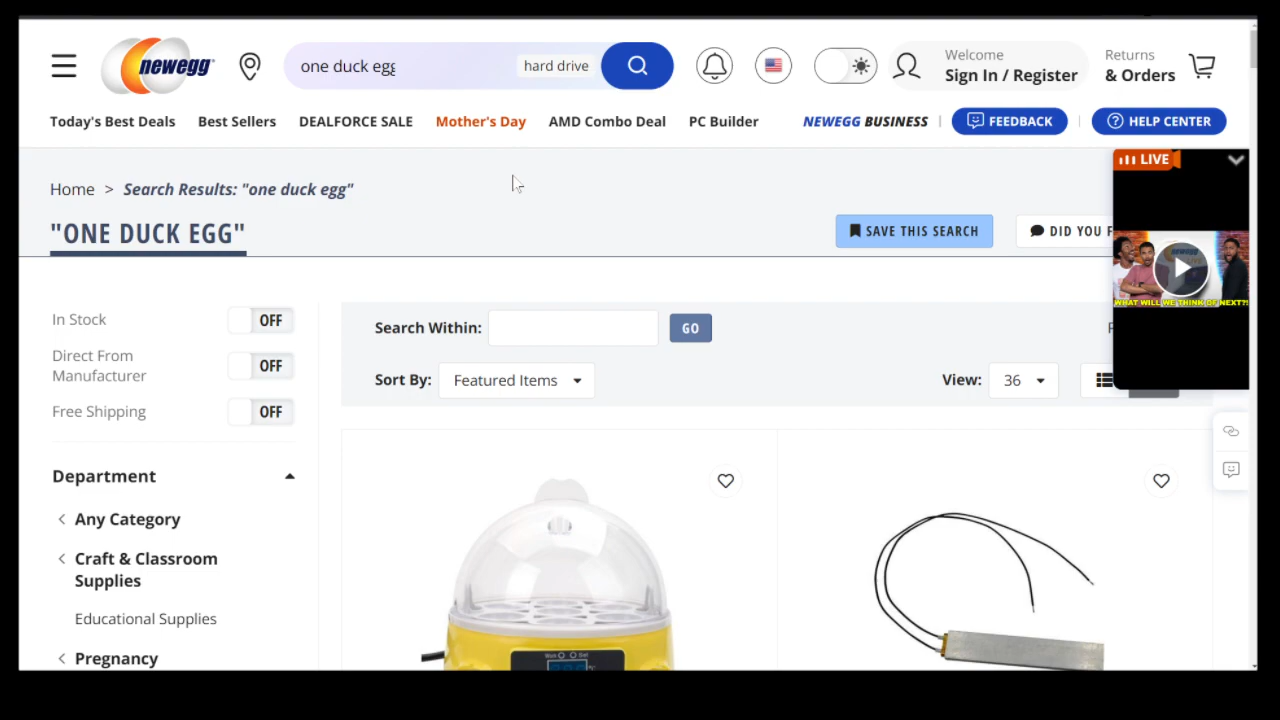 newegg
one duck egg
hard drive
Welcome
Sign In / Register
Returns
& Orders
Today's Best Deals
Best Sellers
DEALFORCE SALE
Mother's Day
AMD Combo Deal
PC Builder
NEWEGG BUSINESS
FEEDBACK
HELP CENTER
LIVE
Home > Search Results: "one duck egg"
"ONE DUCK EGG"
SAVE THIS SEARCH
DID YOU F
WHAT WILL WE THINK OF NEXT?!
In Stock
OFF
Search Within:
GO
Direct From
Manufacturer
OFF
Sort By:
Featured Items
View:
36
Free Shipping
OFF
Department
< Any Category
< Craft & Classroom
Supplies
Educational Supplies
< Pregnancy